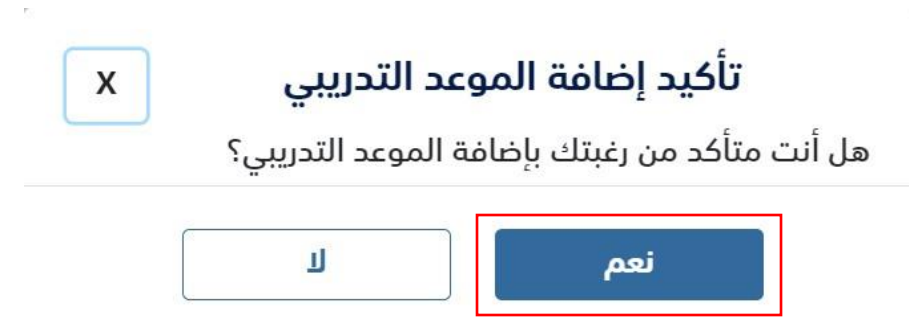 تأكيد إضافة الموعد التدريبي
X
هل أنت متأكد من رغبتك بإضافة الموعد التدريبي؟
نعم
لا